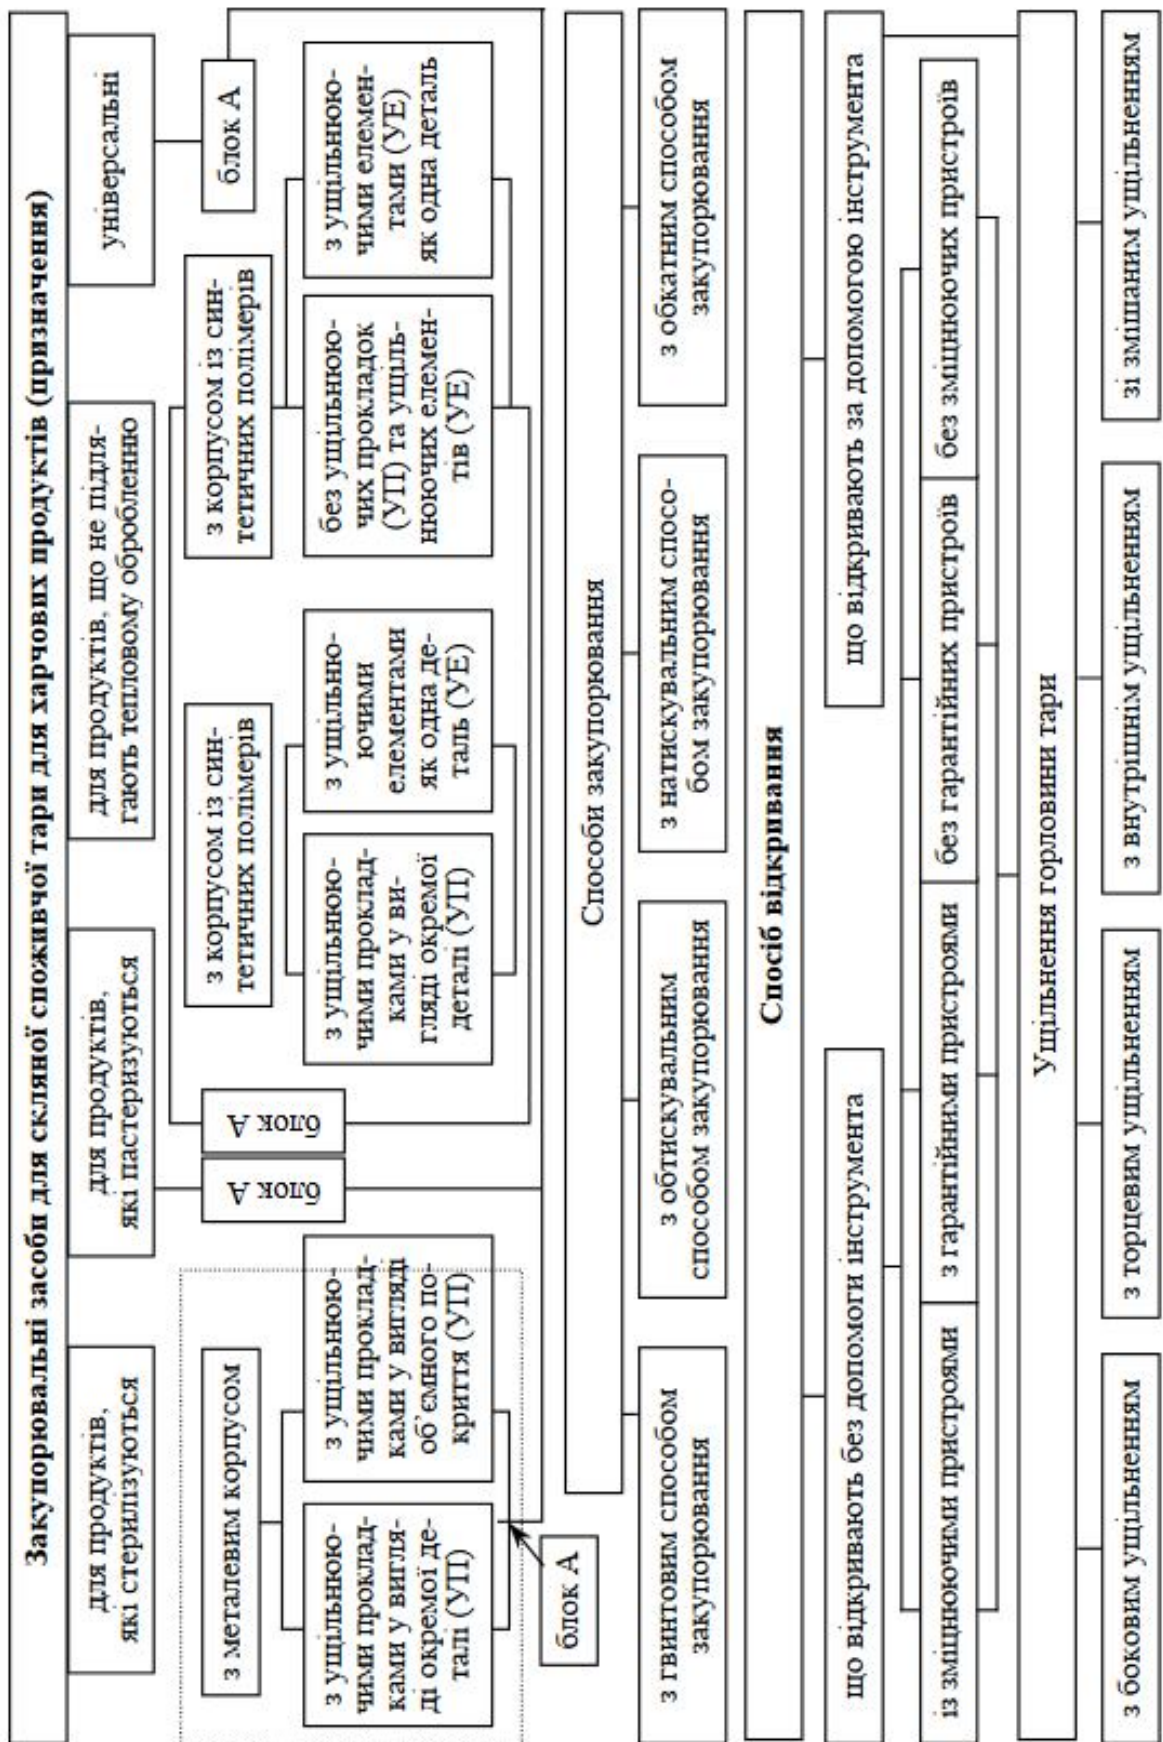 Закупорювальні засоби для скляної споживчої тари для харчових продуктів (призначення)
для продуктів,
які стерилізуються
для продуктів,
які пастеризуються
для продуктів, що не підля-
гають тепловому обробленню
універсальні
з металевим корпусом
блок А
блок А
з корпусом із син-
тетичних полімерів
з корпусом із син-
тетичних полімерів
блок А
з ущільнюю-
чими проклад-
ками у вигля-
ді окремої де-
талі (УП)
з ущільнюю-
чими проклад-
ками у вигляді
об'ємного по-
криття (УП)
з ущільнюю-
чими проклад-
ками у ви-
гляді окремої
деталі (УП)
з ущільню-
ючими
елементами
як одна де-
таль (УЕ)
без ущільнюю-
чих прокладок
(УП) та ущіль-
нюючих елемен-
тів (УЕ)
з ущільнюю-
чими елемен-
тами (УЕ)
як одна деталь
блок А
Способи закупорювання
з гвинтовим способом
закупорювання
з обтискувальним
способом закупорювання
з натискувальним спосо-
бом закупорювання
з обкатним способом
закупорювання
Спосіб відкривання
що відкривають без допомоги інструмента
що відкривають за допомогою інструмента
із зміцнюючими пристроями
з гарантійними пристроями
без гарантійних пристроїв
без зміцнюючих пристроїв
Ущільнення горловини тари
з боковим ущільненням
з торцевим ущільненням
з внутрішнім ущільненням
зі змішаним ущільненням